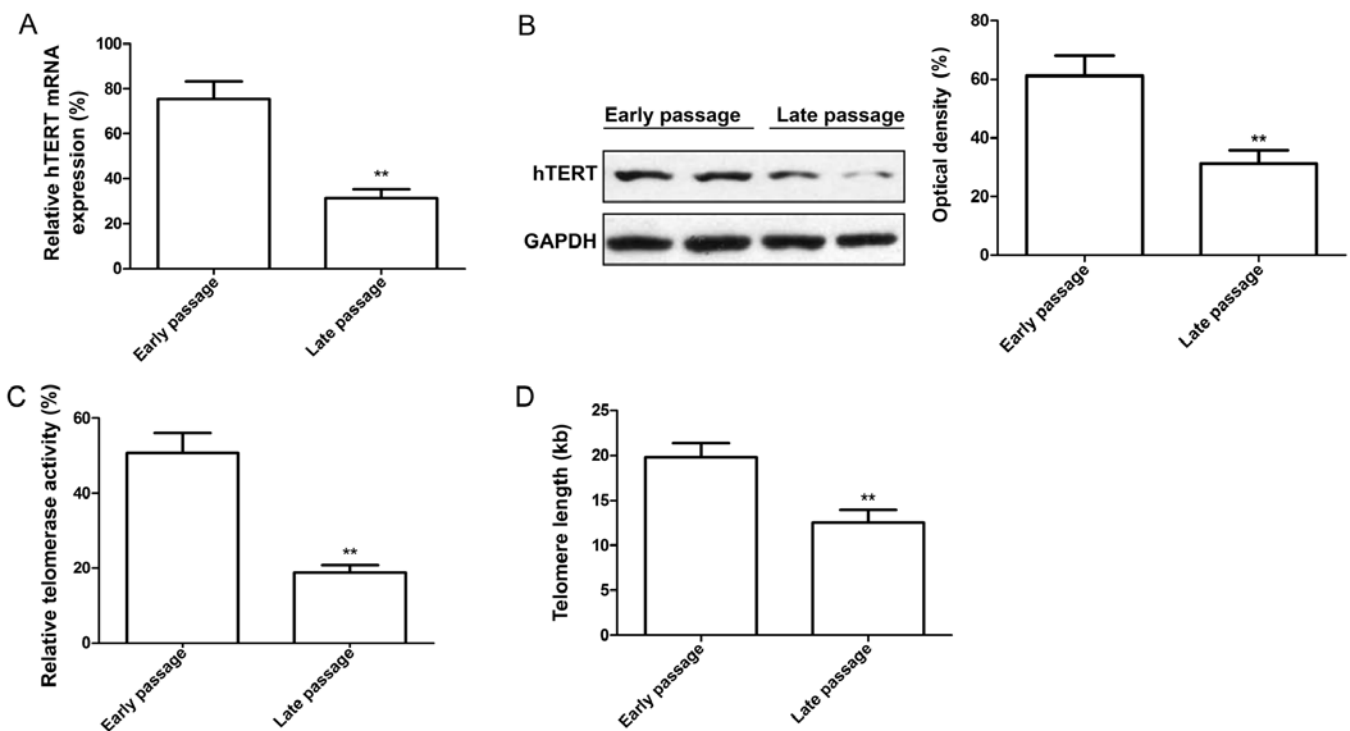 A
Relative hTERT mRNA
expression (%)
100
80
60
40
20
0
**
Early passage
Late passage
B
Early passage
Late passage
hTERT
GAPDH
Optical density (%)
80
60
40
20
0
**
Early passage
Late passage
C
Relative telomerase activity (%)
60
40
20
0
**
Early passage
Late passage
D
Telomere length (kb)
25
20
15
10
5
0
**
Early passage
Late passage